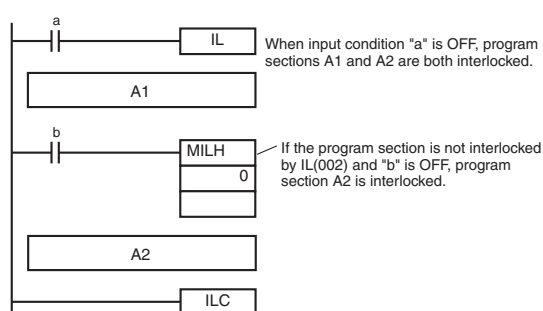 a
IL
When input condition "a" is OFF, program
sections A1 and A2 are both interlocked.
A1
b
MILH
0
If the program section is not interlocked
by IL(002) and "b" is OFF, program
section A2 is interlocked.
A2
ILC